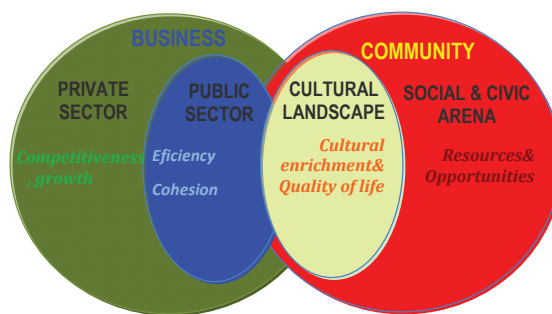 BUSINESS
COMMUNITY
PRIVATE
SECTOR
Competitiveness
, growth
PUBLIC
SECTOR
Eficiency
Cohesion
CULTURAL
LANDSCAPE
Cultural
enrichment&
Quality of life
SOCIAL & CIVIC
ARENA
Resources&
Opportunities